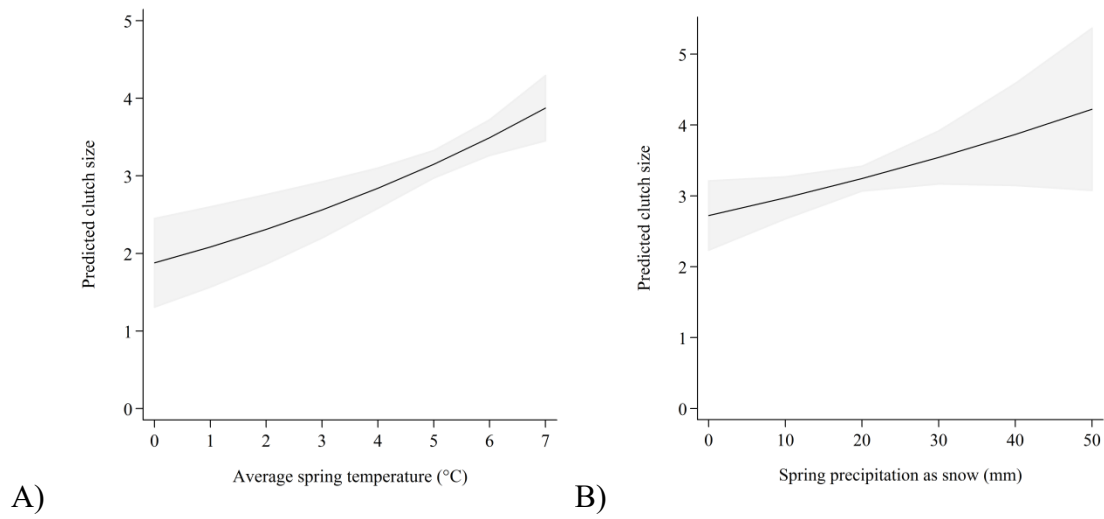 5
4
3
2
1
0
Predicted clutch size
0 1 2 3 4 5 6 7
Average spring temperature (°C)
A)
5
4
3
2
1
0
Predicted clutch size
0 10 20 30 40 50
Spring precipitation as snow (mm)
B)